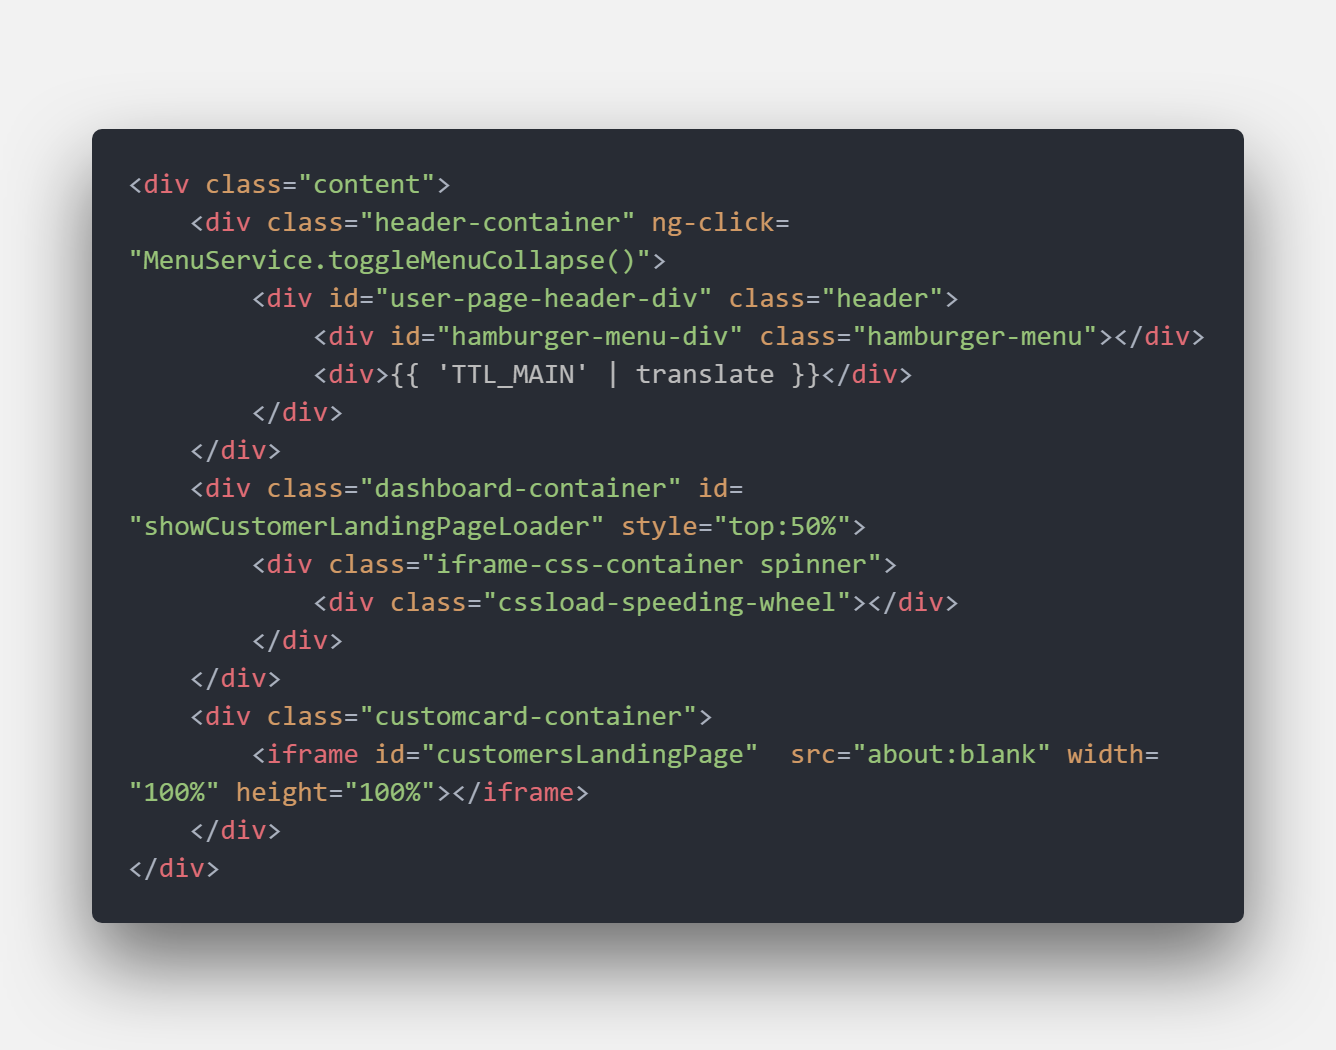 <div class="content">
    <div class="header-container" ng-click=
"MenuService.toggleMenuCollapse()">
        <div id="user-page-header-div" class="header">
            <div id="hamburger-menu-div" class="hamburger-menu"></div>
            <div>{{ 'TTL_MAIN' | translate }}</div>
        </div>
    </div>
    <div class="dashboard-container" id=
"showCustomerLandingPageLoader" style="top:50%">
        <div class="iframe-css-container spinner">
            <div class="cssload-speeding-wheel"></div>
        </div>
    </div>
    <div class="customcard-container">
        <iframe id="customersLandingPage"  src="about:blank" width=
"100%" height="100%"></iframe>
    </div>
</div>